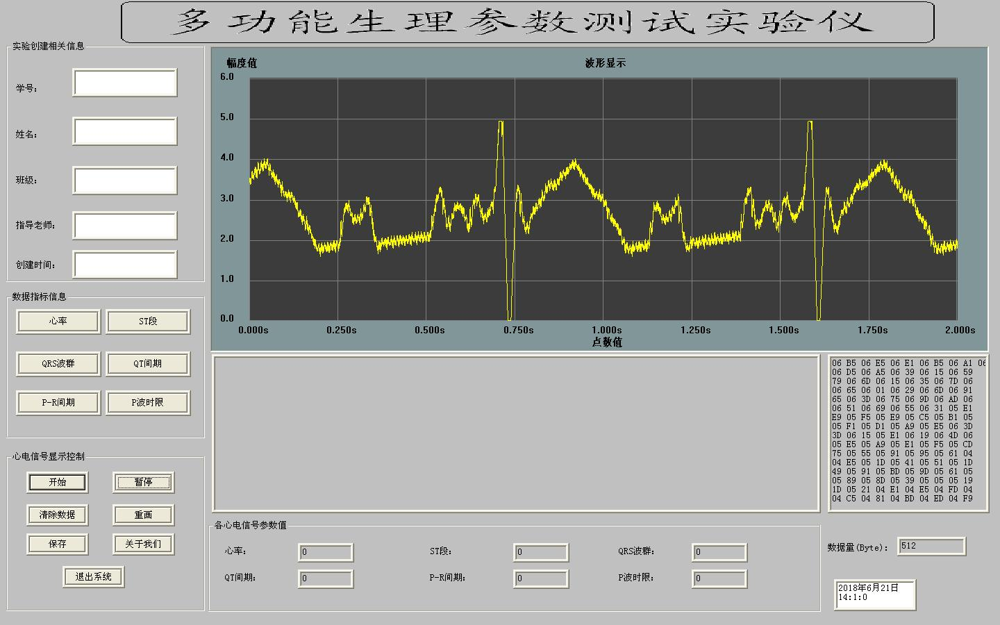 多功能生理参数测试实验仪
实验创建相关信息
学号:
姓名:
班级:
指导老师:
创建时间:
数据指标信息
心率
ST段
QRS波群
QT间期
P-R间期
P波时限
心电信号显示控制
开始
暂停
清除数据
重画
保存
关于我们
退出系统
幅度值
波形显示
6.0
5.0
4.0
3.0
2.0
1.0
0.0
0.000s 0.250s 0.500s 0.750s 1.000s 1.250s 1.500s 1.750s 2.000s
点数值
06 B5 06 E5 06 E1 06 B5 06 A1 06
06 D5 06 A5 06 39 06 15 06 59
79 06 6D 06 15 06 35 06 7D 06
06 65 06 01 06 29 06 6D 06 91
65 06 3D 06 75 06 9D 06 AD 06
06 51 06 69 06 55 06 31 05 E1
E9 05 F5 05 E9 05 C5 05 B1 05
05 F1 05 D1 05 A9 05 E5 06 3D
3D 06 15 05 E1 06 19 06 4D 06
05 E5 05 A9 05 E1 05 F5 05 CD
75 05 55 05 91 05 95 05 61 04
04 E5 05 1D 05 41 05 51 05 1D
49 05 91 05 BD 05 9D 05 61 05
05 89 05 8D 05 39 05 05 05 19
1D 05 21 04 E1 04 E5 04 FD 04
04 C5 04 81 04 BD 04 ED 04 F9
各心电信号参数值
心率: 0
ST段: 0
QRS波群: 0
QT间期: 0
P-R间期: 0
P波时限: 0
数据量(Byte): 512
2018年6月21日
14:1:0